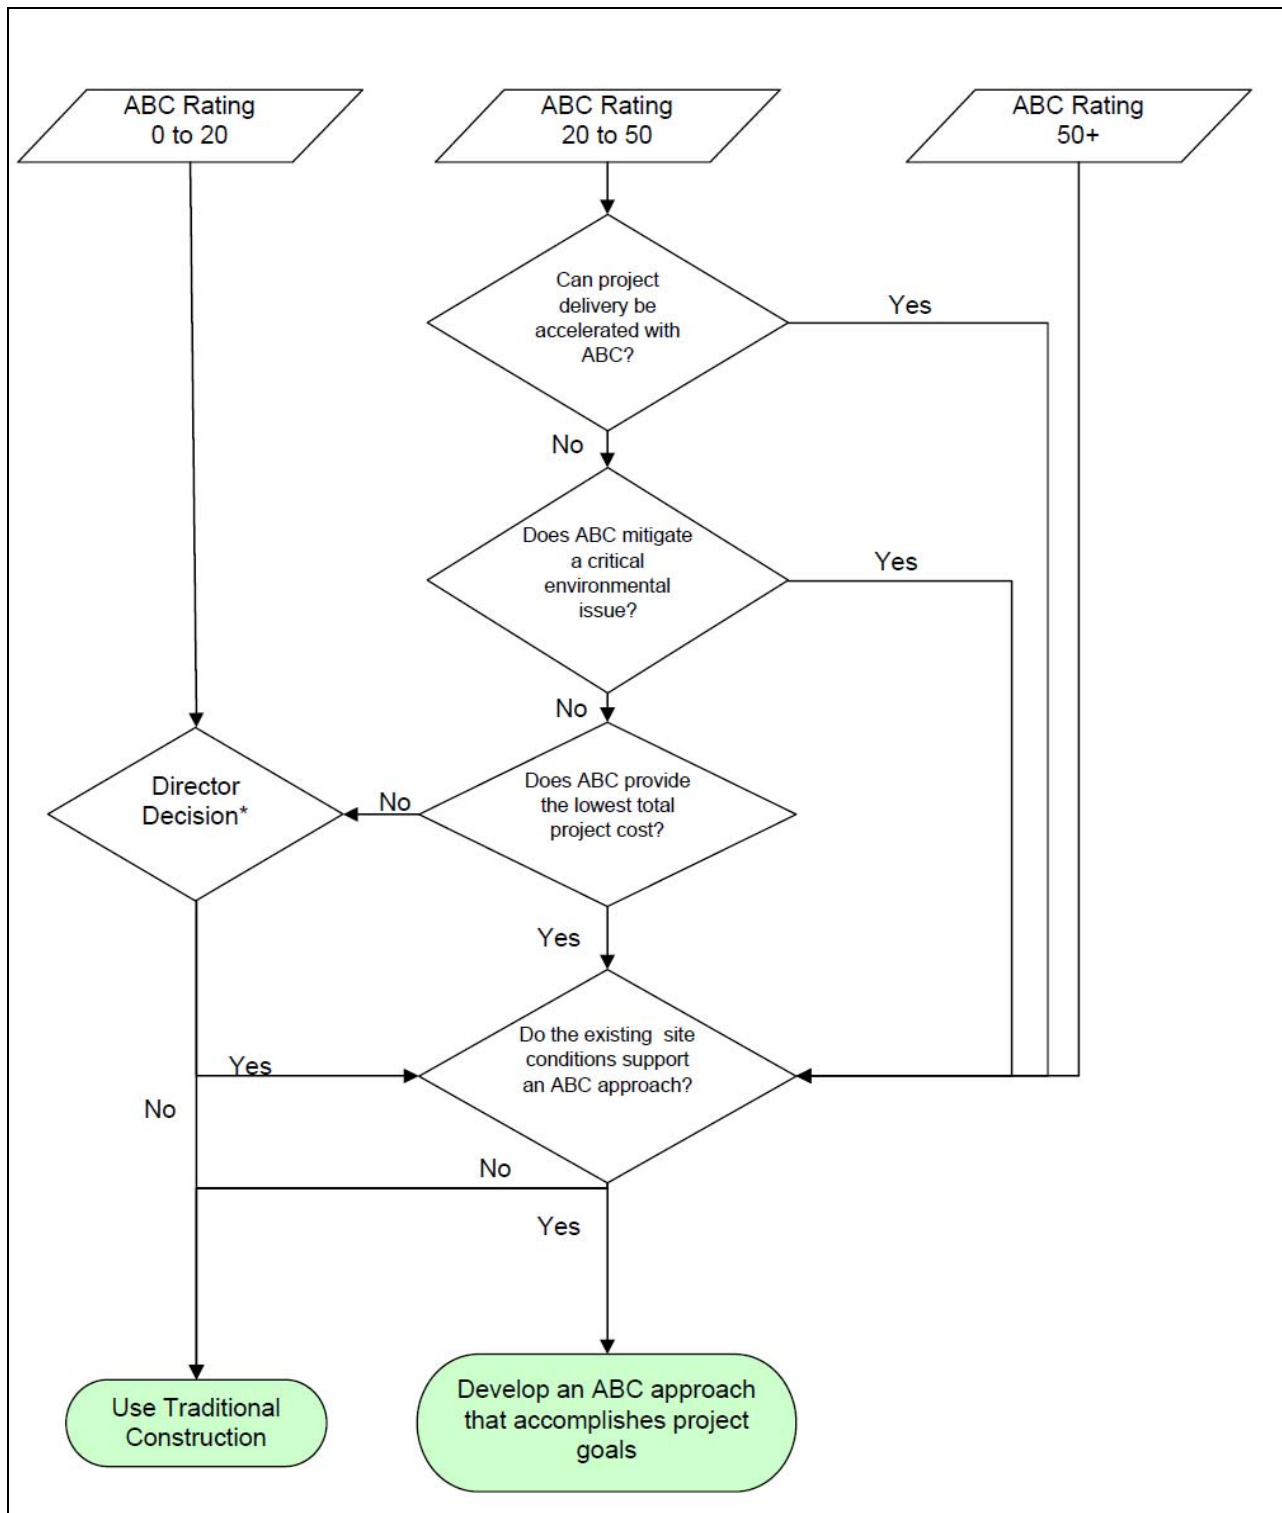 ABC Rating
0 to 20
ABC Rating
20 to 50
ABC Rating
50+
Can project
delivery be
accelerated with
ABC?
Yes
No
Does ABC mitigate
a critical
environmental
issue?
Yes
No
Director
Decision*
No
Does ABC provide
the lowest total
project cost?
Yes
Do the existing site
conditions support
an ABC approach?
Yes
No
No
Yes
Use Traditional
Construction
Develop an ABC approach
that accomplishes project
goals